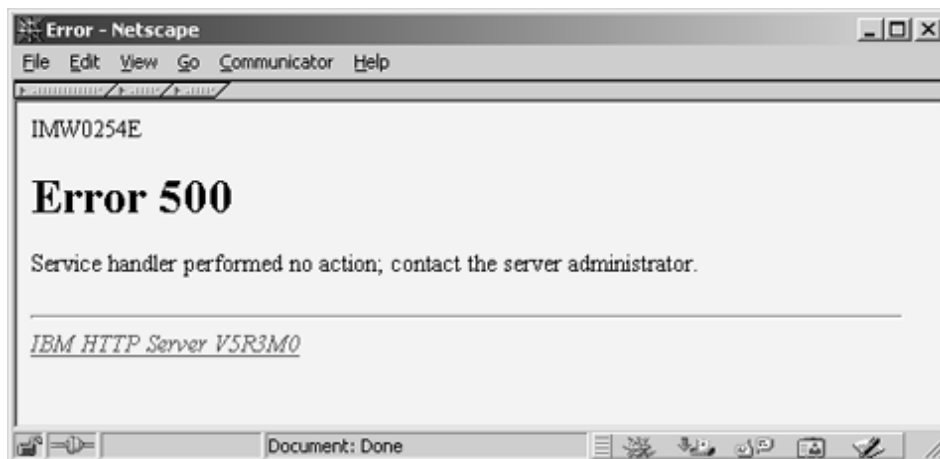 Error - Netscape
File Edit View Go Communicator Help
IMW0254E
Error 500
Service handler performed no action; contact the server administrator.
IBM HTTP Server V5R3M0
Document: Done